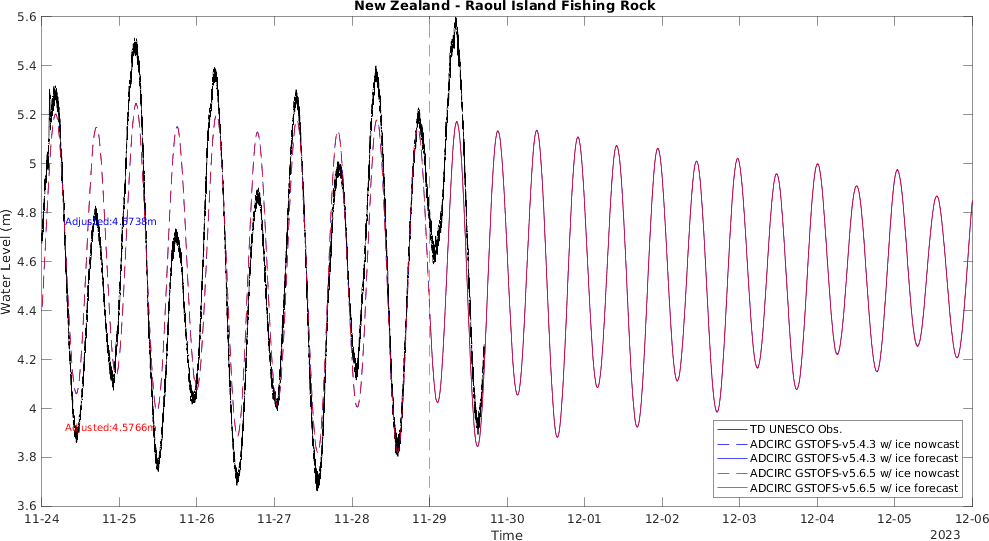 New Zealand - Raoul Island Fishing Rock
5.6
5.4
5.2
5
4.8
4.6
4.4
4.2
4
3.8
3.6
Water Level (m)
Adjusted:4.5738m
Adjusted:4.5766m
TD UNESCO Obs.
ADCIRC GSTOFS-v5.4.3 w/ ice nowcast
ADCIRC GSTOFS-v5.4.3 w/ ice forecast
ADCIRC GSTOFS-v5.6.5 w/ ice nowcast
ADCIRC GSTOFS-v5.6.5 w/ ice forecast
11-24 11-25 11-26 11-27 11-28 11-29 11-30 12-01 12-02 12-03 12-04 12-05 12-06
Time
2023